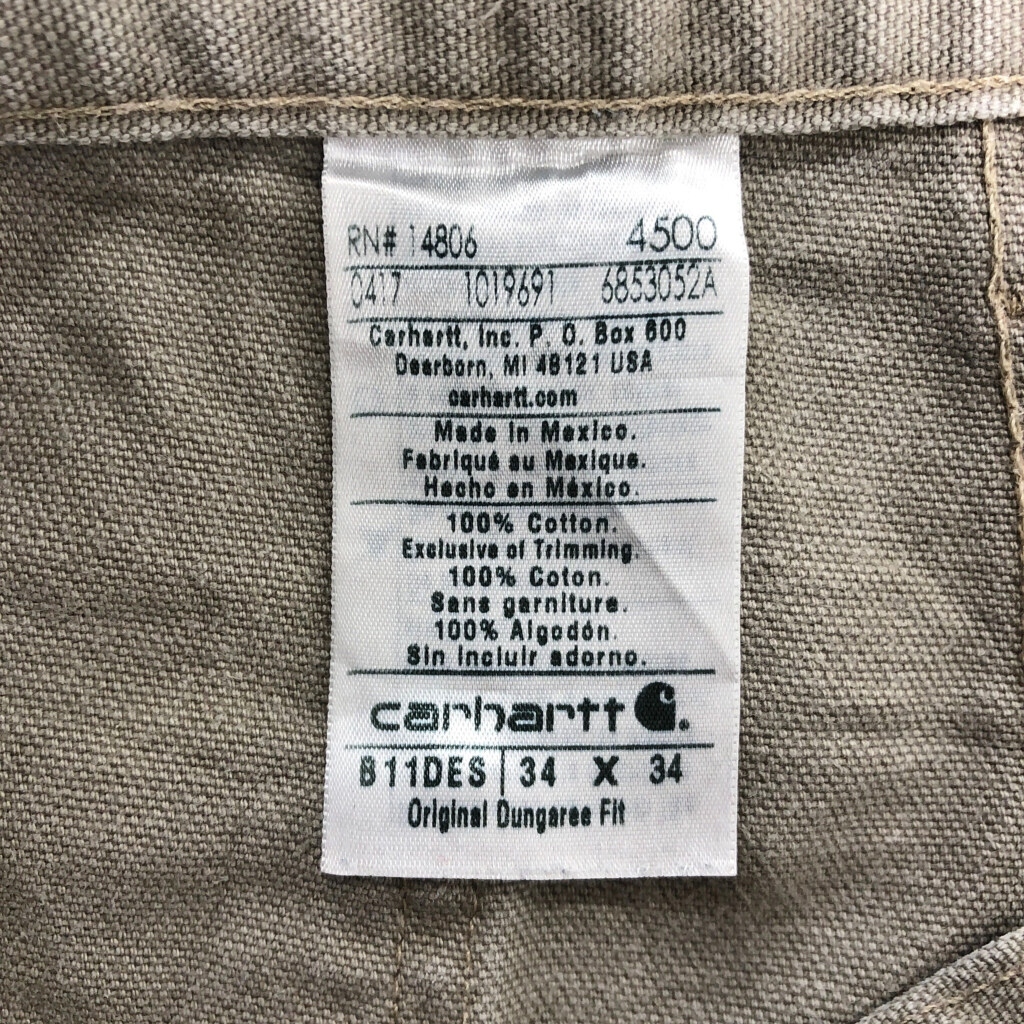 RN# 14806 4500
0417 1019691 6853052A
Carhartt, Inc. P. O. Box 600
Dearborn, MI 48121 USA
carhartt.com
Made in Mexico.
Fabriqué au Mexique.
Hecho en México.
100% Cotton.
Exclusive of Trimming.
100% Coton.
Sans garniture.
100% Algodón.
Sin incluir adorno.
carhartt
B11DES 34 X 34
Original Dungaree Fit